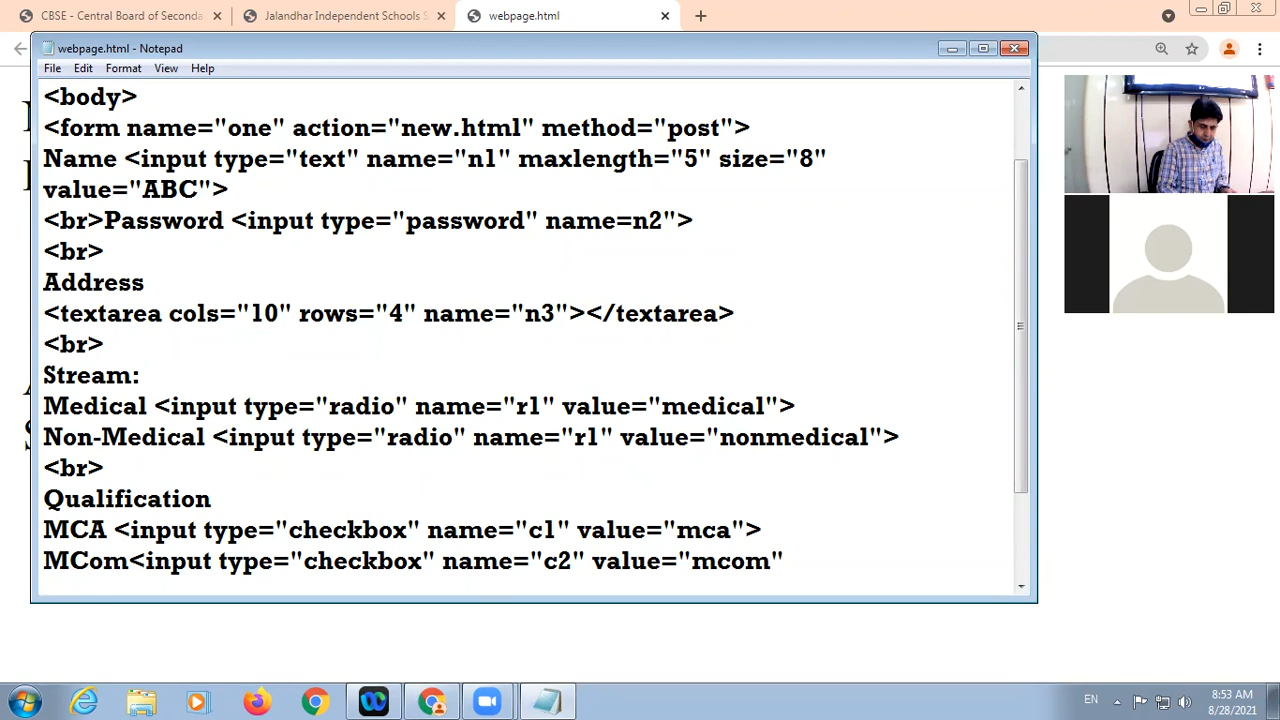 CBSE - Central Board of Seconda
Jalandhar Independent Schools S
webpage.html
webpage.html - Notepad
File Edit Format View Help
<body>
<form name="one" action="new.html" method="post">
Name <input type="text" name="n1" maxlength="5" size="8"
value="ABC">
<br>Password <input type="password" name=n2">
<br>
Address
<textarea cols="10" rows="4" name="n3"></textarea>
<br>
Stream:
Medical <input type="radio" name="r1" value="medical">
Non-Medical <input type="radio" name="r1" value="nonmedical">
<br>
Qualification
MCA <input type="checkbox" name="c1" value="mca">
MCom<input type="checkbox" name="c2" value="mcom"
EN
8:53 AM
8/28/2021